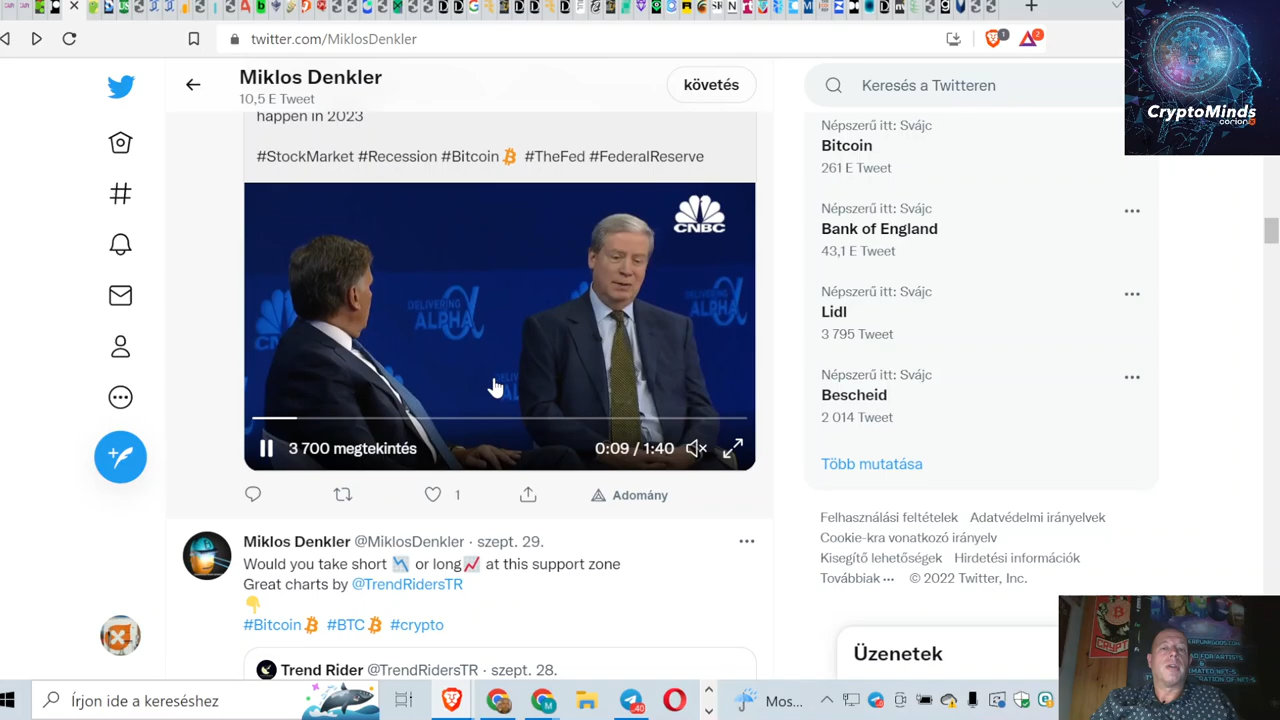 twitter.com/MiklosDenkler
1
2
CryptoMinds
corion
Miklos Denkler
10,5 E Tweet
követés
Keresés a Twitteren
happen in 2023
#StockMarket #Recession #Bitcoin #TheFed #FederalReserve
CNBC
DELIVERING
ALPHA
3 700 megtekintés
0:09 / 1:40
1
Adomány
Miklos Denkler @MiklosDenkler · szept. 29.
Would you take short or long at this support zone
Great charts by @TrendRidersTR
#Bitcoin #BTC #crypto
Trend Rider @TrendRidersTR · szept. 28.
Népszerű itt: Svájc
Bitcoin
261 E Tweet
Népszerű itt: Svájc
Bank of England
43,1 E Tweet
Népszerű itt: Svájc
Lidl
3 795 Tweet
Népszerű itt: Svájc
Bescheid
2 014 Tweet
Több mutatása
Felhasználási feltételek Adatvédelmi irányelvek
Cookie-kra vonatkozó irányelv
Kisegítő lehetőségek Hirdetési információk
Továbbiak ··· © 2022 Twitter, Inc.
Üzenetek
Írjon ide a kereséshez
Mos...